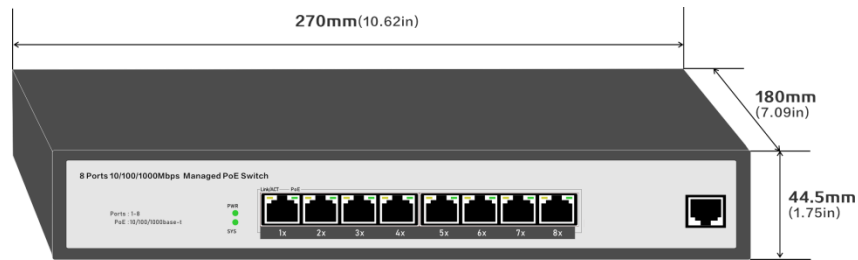 270mm(10.62in)
180mm
(7.09in)
44.5mm
(1.75in)
8 Ports 10/100/1000Mbps Managed PoE Switch
Link/ACT PoE
PWR
Ports : 1-8
PoE :10/100/1000base-t
SYS
1x 2x 3x 4x 5x 6x 7x 8x